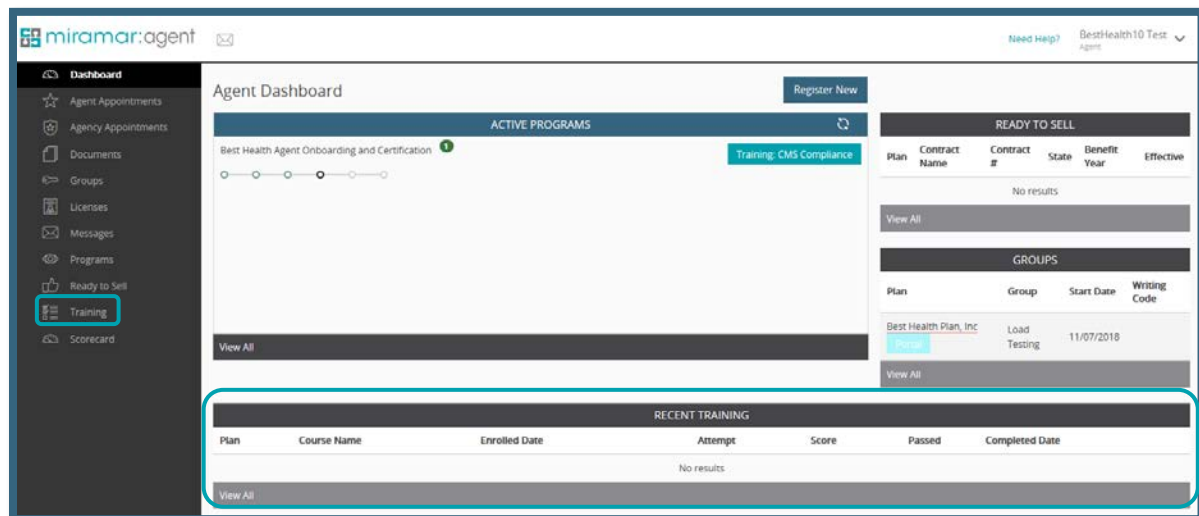 miramar:agent
Need Help?
BestHealth10 Test
Agent
Dashboard
Agent Appointments
Agency Appointments
Documents
Groups
Licenses
Messages
Programs
Ready to Sell
Training
Scorecard
Agent Dashboard
Register New
ACTIVE PROGRAMS
Best Health Agent Onboarding and Certification 1
Training: CMS Compliance
View All
READY TO SELL
Plan Contract Name Contract # State Benefit Year Effective
No results
View All
GROUPS
Plan Group Start Date Writing Code
Best Health Plan, Inc Load Testing 11/07/2018
Portal
View All
RECENT TRAINING
Plan Course Name Enrolled Date Attempt Score Passed Completed Date
No results
View All